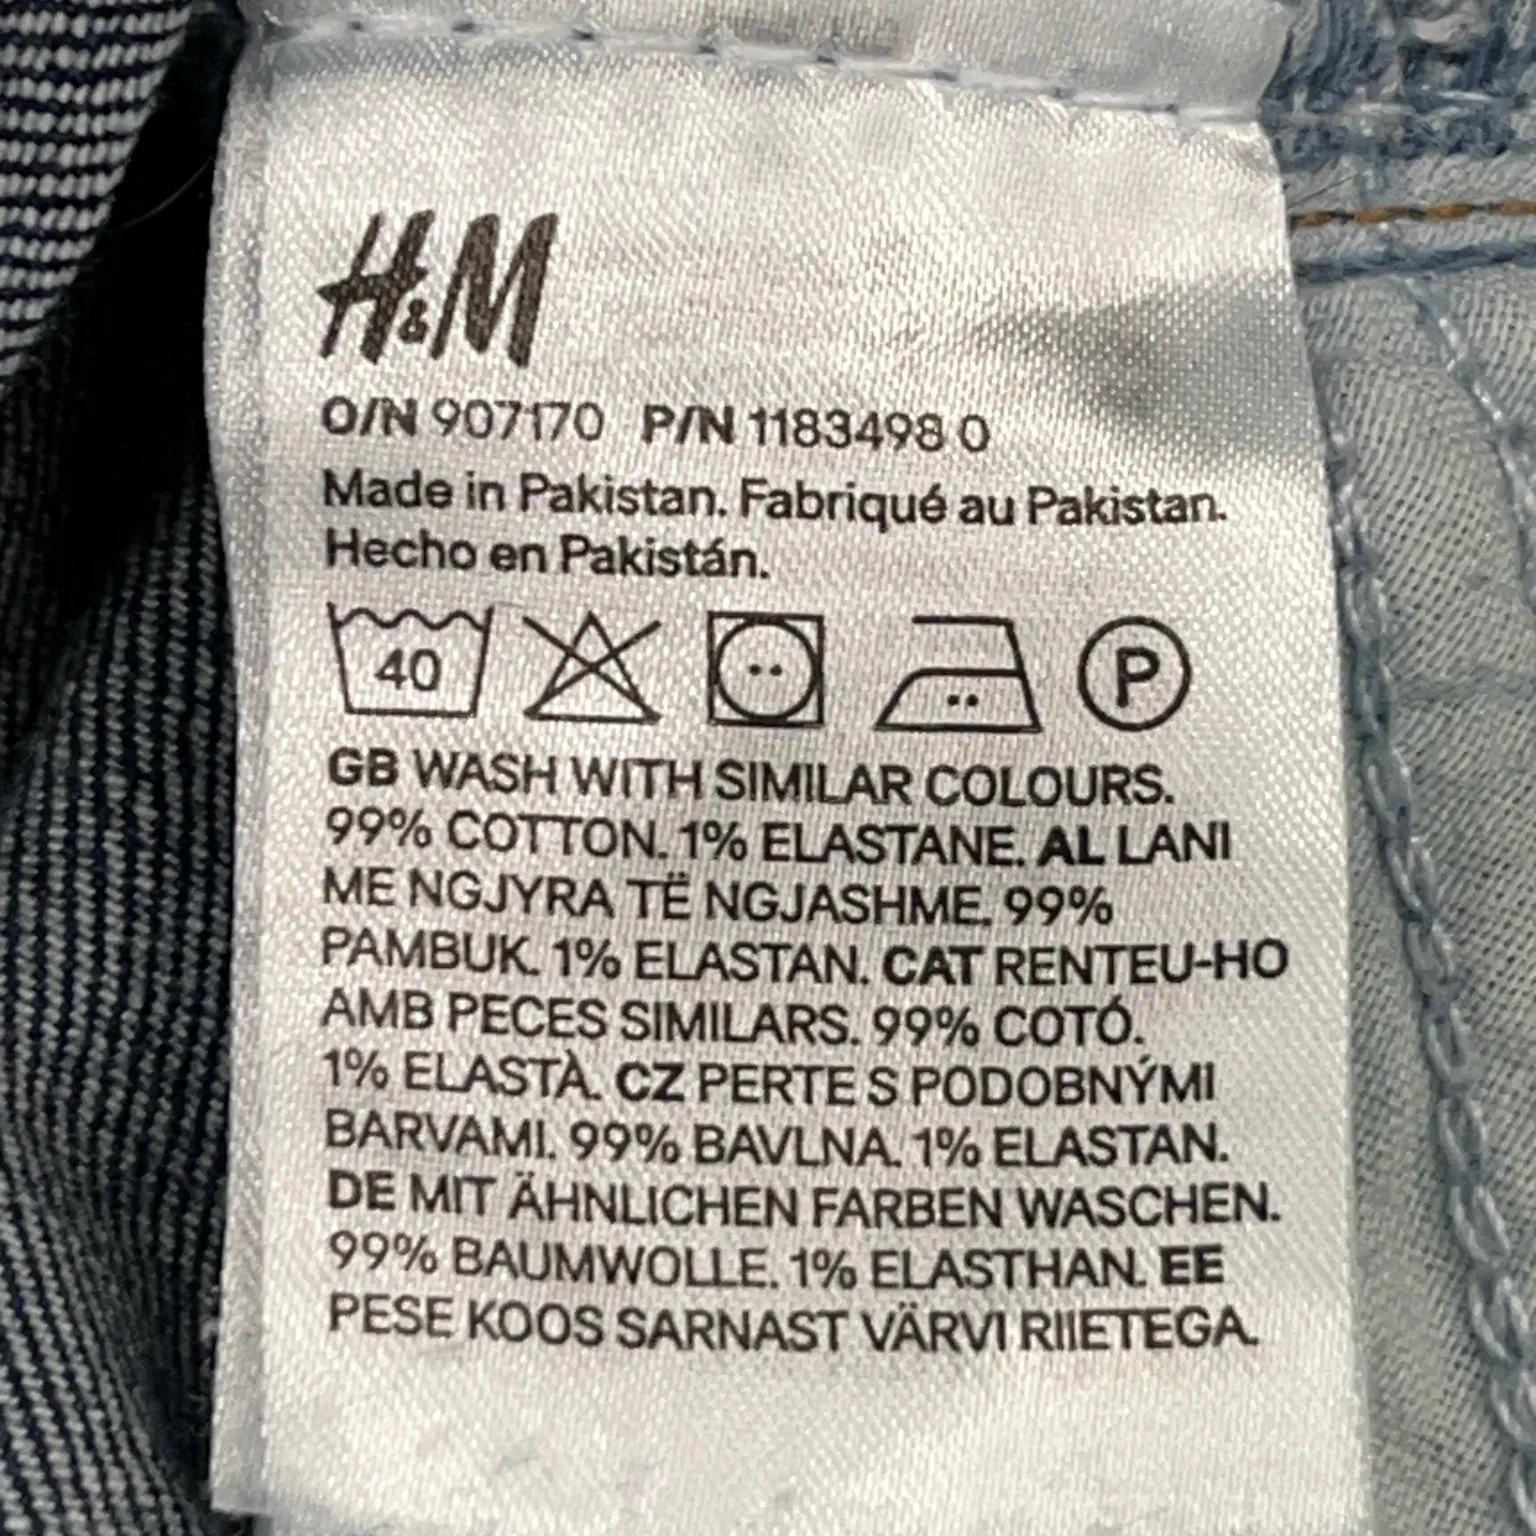 H&M
O/N 907170 P/N 1183498 0
Made in Pakistan. Fabriqué au Pakistan.
Hecho en Pakistán.
40 P
GB WASH WITH SIMILAR COLOURS.
99% COTTON. 1% ELASTANE. AL LANI
ME NGJYRA TË NGJASHME. 99%
PAMBUK. 1% ELASTAN. CAT RENTEU-HO
AMB PECES SIMILARS. 99% COTÓ.
1% ELASTÀ. CZ PERTE S PODOBNÝMI
BARVAMI. 99% BAVLNA. 1% ELASTAN.
DE MIT ÄHNLICHEN FARBEN WASCHEN.
99% BAUMWOLLE. 1% ELASTHAN. EE
PESE KOOS SARNAST VÄRVI RIIETEGA.